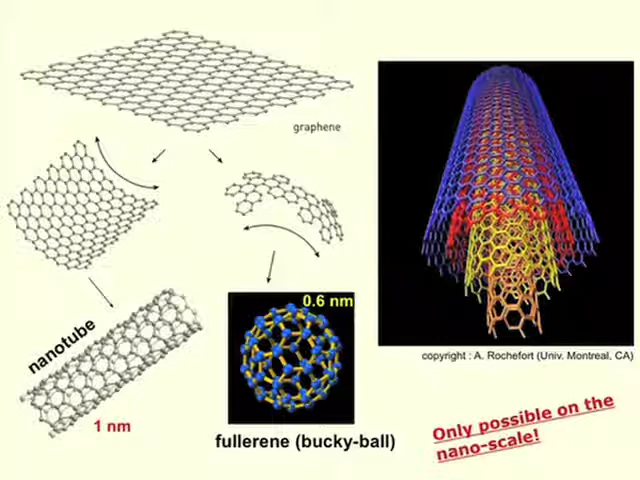 graphene
0.6 nm
nanotube
1 nm
fullerene (bucky-ball)
copyright : A. Rochefort (Univ. Montreal, CA)
Only possible on the
nano-scale!